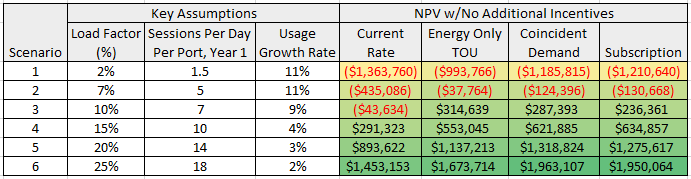 Key Assumptions NPV w/No Additional Incentives
Scenario Load Factor (%) Sessions Per Day Per Port, Year 1 Usage Growth Rate Current Rate Energy Only TOU Coincident Demand Subscription
1 2% 1.5 11% ($1,363,760) ($993,766) ($1,185,815) ($1,210,640)
2 7% 5 11% ($435,086) ($37,764) ($124,396) ($130,668)
3 10% 7 9% ($43,634) $314,639 $287,393 $236,361
4 15% 10 4% $291,323 $553,045 $621,885 $634,857
5 20% 14 3% $893,622 $1,137,213 $1,318,824 $1,275,617
6 25% 18 2% $1,453,153 $1,673,714 $1,963,107 $1,950,064